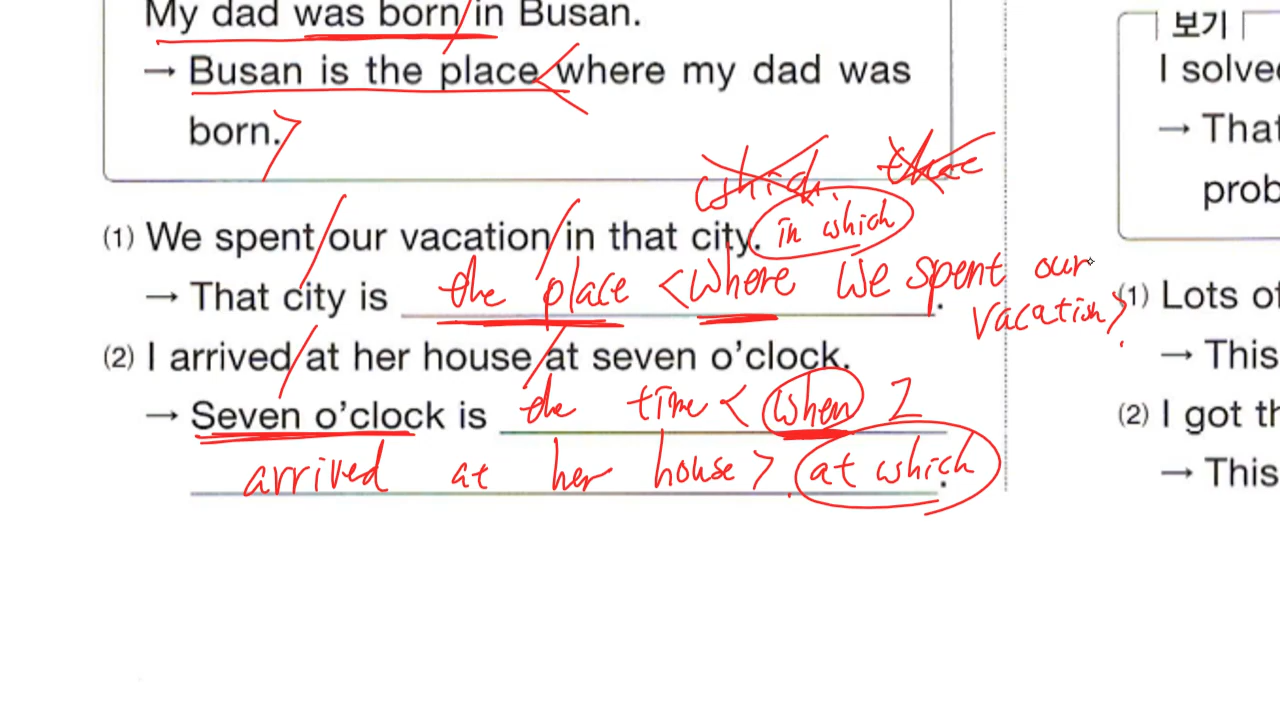 My dad was born in Busan.
→ Busan is the place < where my dad was
born. >
which that
(1) We spent our vacation in that city. in which
→ That city is the place < where we spent our
vacation >.
(2) I arrived at her house at seven o'clock.
→ Seven o'clock is the time < when I
arrived at her house >. at which
보기
I solve
→ That
prob
(1) Lots of
→ This
(2) I got th
→ This